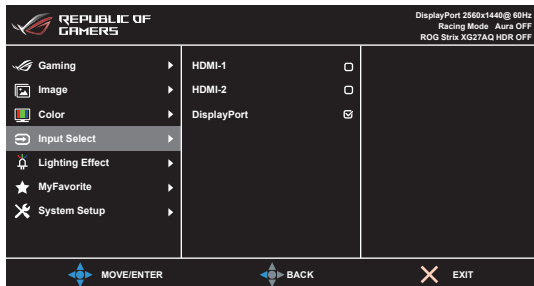 REPUBLIC OF
GAMERS
DisplayPort 2560x1440@ 60Hz
Racing Mode Aura OFF
ROG Strix XG27AQ HDR OFF
Gaming
Image
Color
Input Select
Lighting Effect
MyFavorite
System Setup
HDMI-1
HDMI-2
DisplayPort
MOVE/ENTER
BACK
EXIT